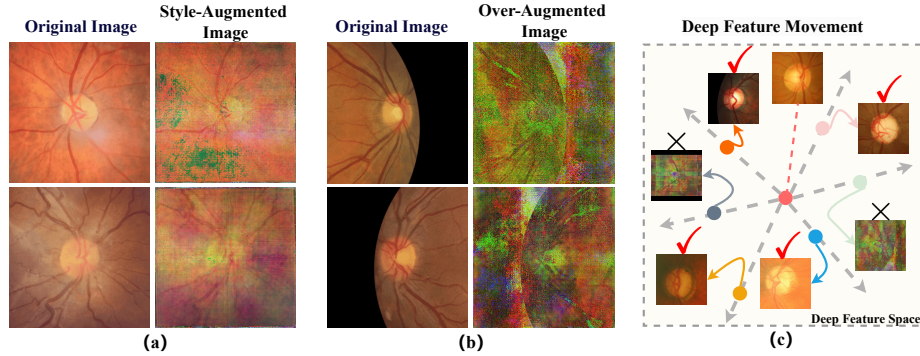 Original Image
Style-Augmented
Image
Original Image
Over-Augmented
Image
Deep Feature Movement
Deep Feature Space
(a)
(b)
(c)